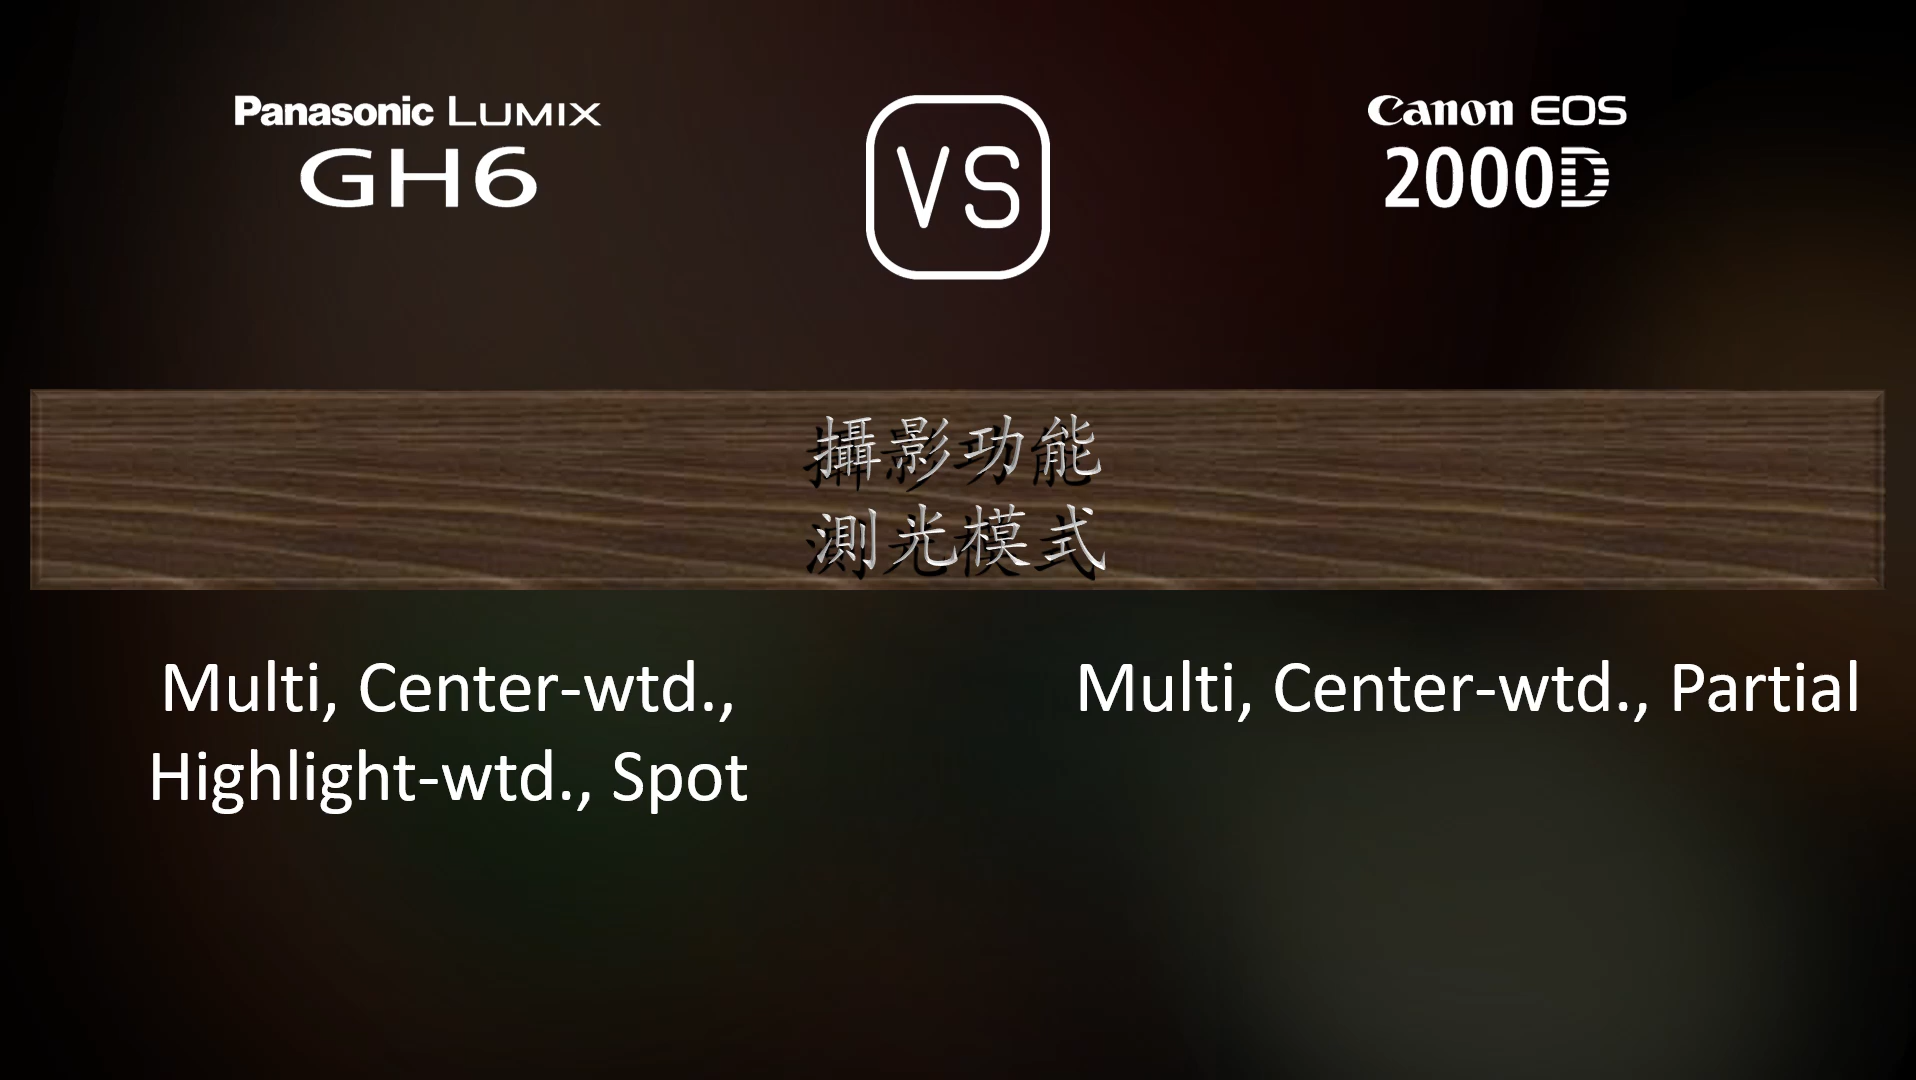 Panasonic LUMIX
GH6
VS
Canon EOS
2000D
攝影功能
測光模式
Multi, Center-wtd.,
Highlight-wtd., Spot
Multi, Center-wtd., Partial